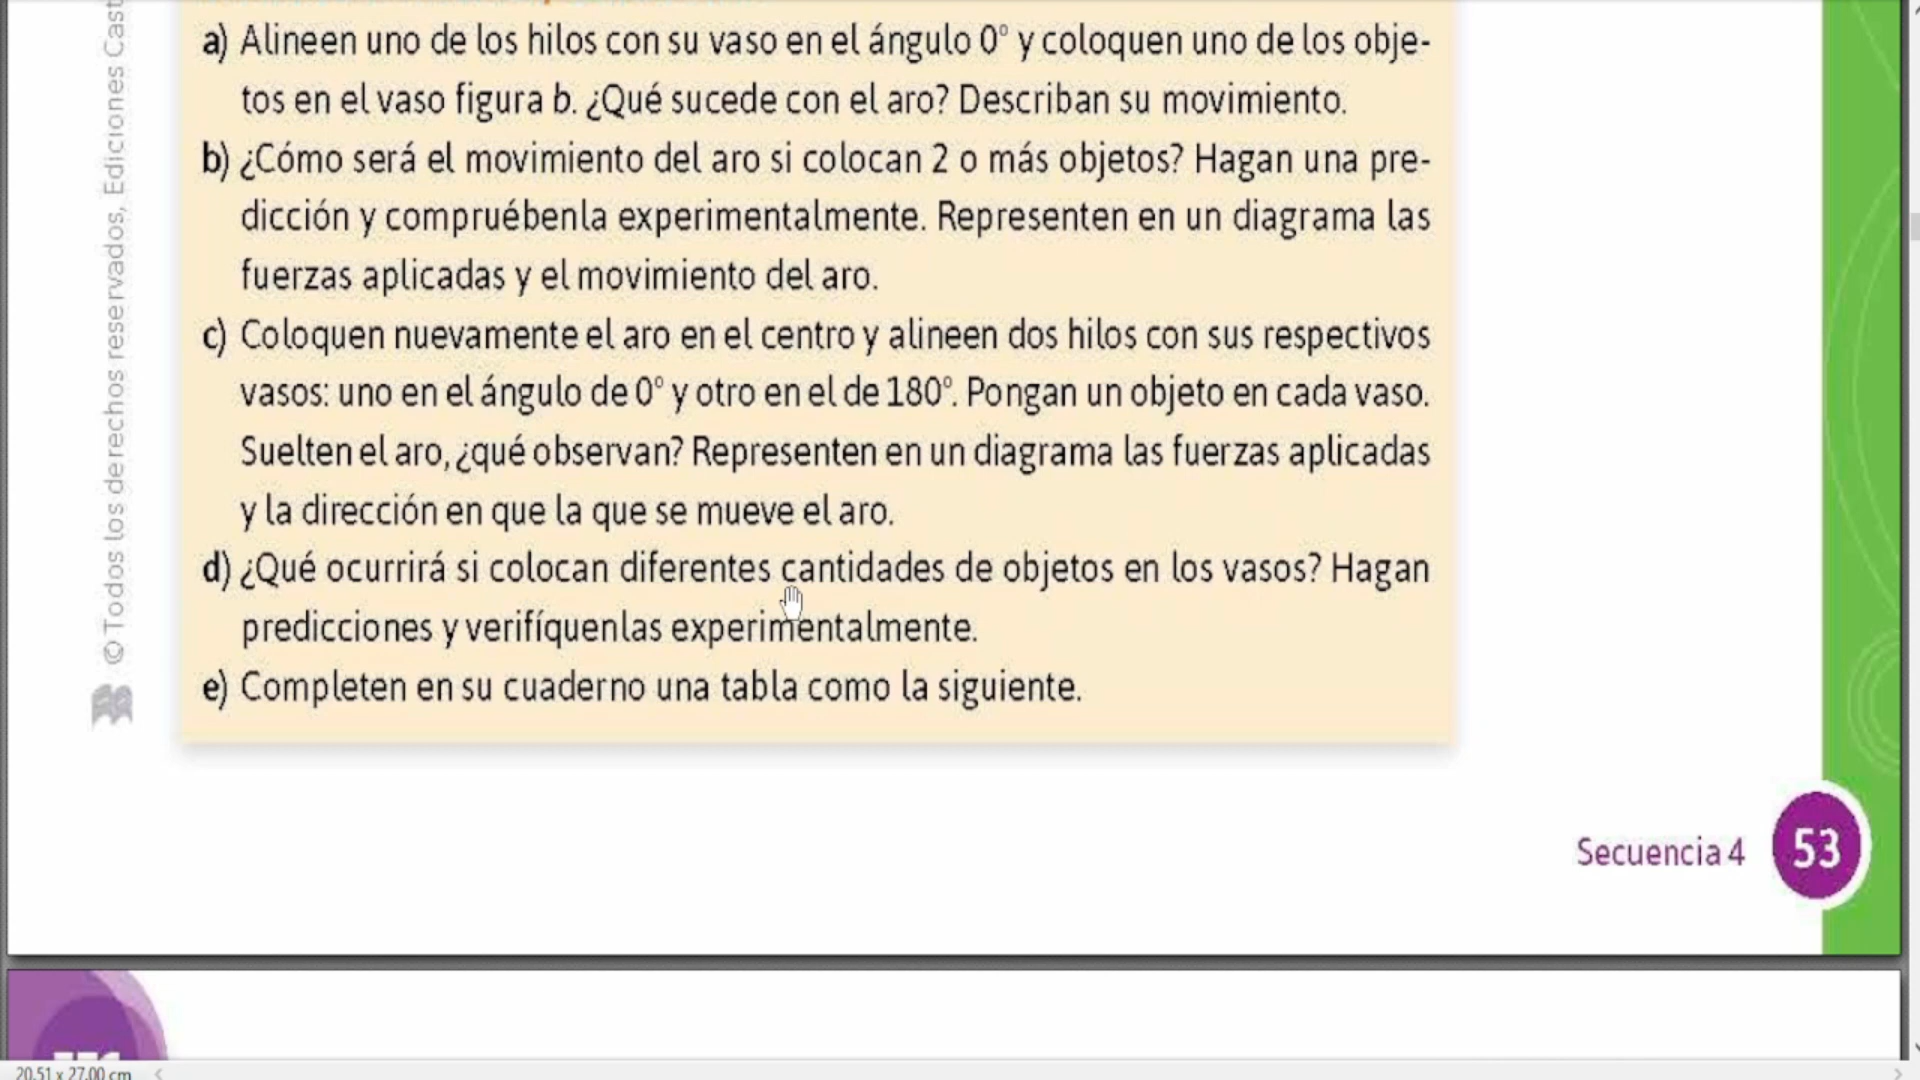 a) Alineen uno de los hilos con su vaso en el ángulo 0° y coloquen uno de los obje-
tos en el vaso figura b. ¿Qué sucede con el aro? Describan su movimiento.
b) ¿Cómo será el movimiento del aro si colocan 2 o más objetos? Hagan una pre-
dicción y compruébenla experimentalmente. Representen en un diagrama las
fuerzas aplicadas y el movimiento del aro.
c) Coloquen nuevamente el aro en el centro y alineen dos hilos con sus respectivos
vasos: uno en el ángulo de 0° y otro en el de 180°. Pongan un objeto en cada vaso.
Suelten el aro, ¿qué observan? Representen en un diagrama las fuerzas aplicadas
y la dirección en que la que se mueve el aro.
d) ¿Qué ocurrirá si colocan diferentes cantidades de objetos en los vasos? Hagan
predicciones y verifíquenlas experimentalmente.
e) Completen en su cuaderno una tabla como la siguiente.
© Todos los derechos reservados, Ediciones Cast
Secuencia 4 53
20.51 x 27.00 cm